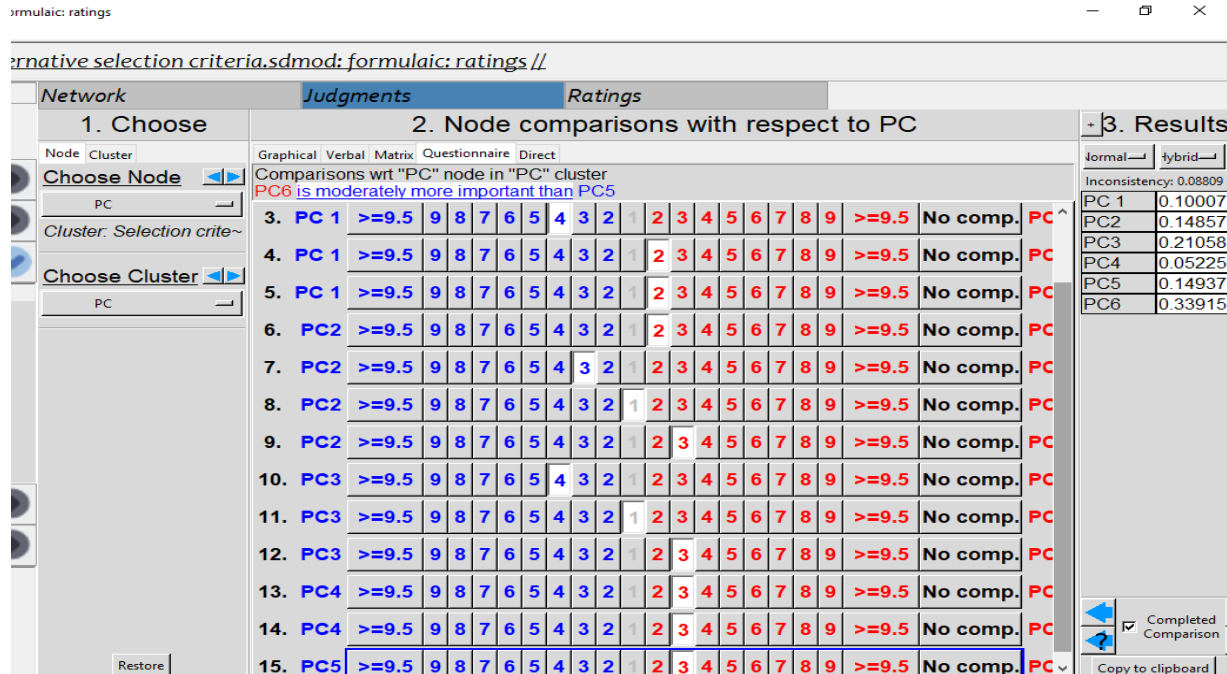 ormulaic: ratings
ernative selection criteria.sdmod: formulaic: ratings //
Network Judgments Ratings
1. Choose
Node Cluster
Choose Node
PC
Cluster: Selection crite~
Choose Cluster
PC
Restore
2. Node comparisons with respect to PC
Graphical Verbal Matrix Questionnaire Direct
Comparisons wrt "PC" node in "PC" cluster
PC6 is moderately more important than PC5
3. PC 1 >=9.5 9 8 7 6 5 4 3 2 1 2 3 4 5 6 7 8 9 >=9.5 No comp. PC
4. PC 1 >=9.5 9 8 7 6 5 4 3 2 1 2 3 4 5 6 7 8 9 >=9.5 No comp. PC
5. PC 1 >=9.5 9 8 7 6 5 4 3 2 1 2 3 4 5 6 7 8 9 >=9.5 No comp. PC
6. PC2 >=9.5 9 8 7 6 5 4 3 2 1 2 3 4 5 6 7 8 9 >=9.5 No comp. PC
7. PC2 >=9.5 9 8 7 6 5 4 3 2 1 2 3 4 5 6 7 8 9 >=9.5 No comp. PC
8. PC2 >=9.5 9 8 7 6 5 4 3 2 1 2 3 4 5 6 7 8 9 >=9.5 No comp. PC
9. PC2 >=9.5 9 8 7 6 5 4 3 2 1 2 3 4 5 6 7 8 9 >=9.5 No comp. PC
10. PC3 >=9.5 9 8 7 6 5 4 3 2 1 2 3 4 5 6 7 8 9 >=9.5 No comp. PC
11. PC3 >=9.5 9 8 7 6 5 4 3 2 1 2 3 4 5 6 7 8 9 >=9.5 No comp. PC
12. PC3 >=9.5 9 8 7 6 5 4 3 2 1 2 3 4 5 6 7 8 9 >=9.5 No comp. PC
13. PC4 >=9.5 9 8 7 6 5 4 3 2 1 2 3 4 5 6 7 8 9 >=9.5 No comp. PC
14. PC4 >=9.5 9 8 7 6 5 4 3 2 1 2 3 4 5 6 7 8 9 >=9.5 No comp. PC
15. PC5 >=9.5 9 8 7 6 5 4 3 2 1 2 3 4 5 6 7 8 9 >=9.5 No comp. PC
+ 3. Results
Normal Hybrid
Inconsistency: 0.08809
PC 1 0.10007
PC2 0.14857
PC3 0.21058
PC4 0.05225
PC5 0.14937
PC6 0.33915
?
Completed
Comparison
Copy to clipboard